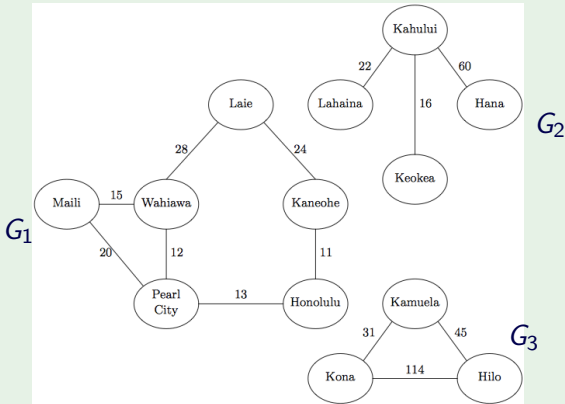 Kahului
22
60
Laie
Lahaina
16
Hana
G2
28
24
Keokea
Maili
15
Wahiawa
Kaneohe
G1
20
12
11
Pearl
City
13
Honolulu
Kamuela
31
45
G3
Kona
114
Hilo